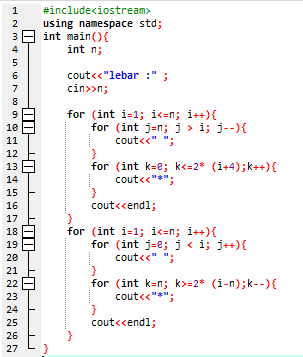 1 #include<iostream>
2 using namespace std;
3 int main(){
4 int n;
5
6 cout<<"lebar :" ;
7 cin>>n;
8
9 for (int i=1; i<=n; i++){
10 for (int j=n; j > i; j--){
11 cout<<" ";
12 }
13 for (int k=0; k<=2* (i+4);k++){
14 cout<<"*";
15 }
16 cout<<endl;
17 }
18 for (int i=1; i<=n; i++){
19 for (int j=0; j < i; j++){
20 cout<<" ";
21 }
22 for (int k=n; k>=2* (i-n);k--){
23 cout<<"*";
24 }
25 cout<<endl;
26 }
27 }